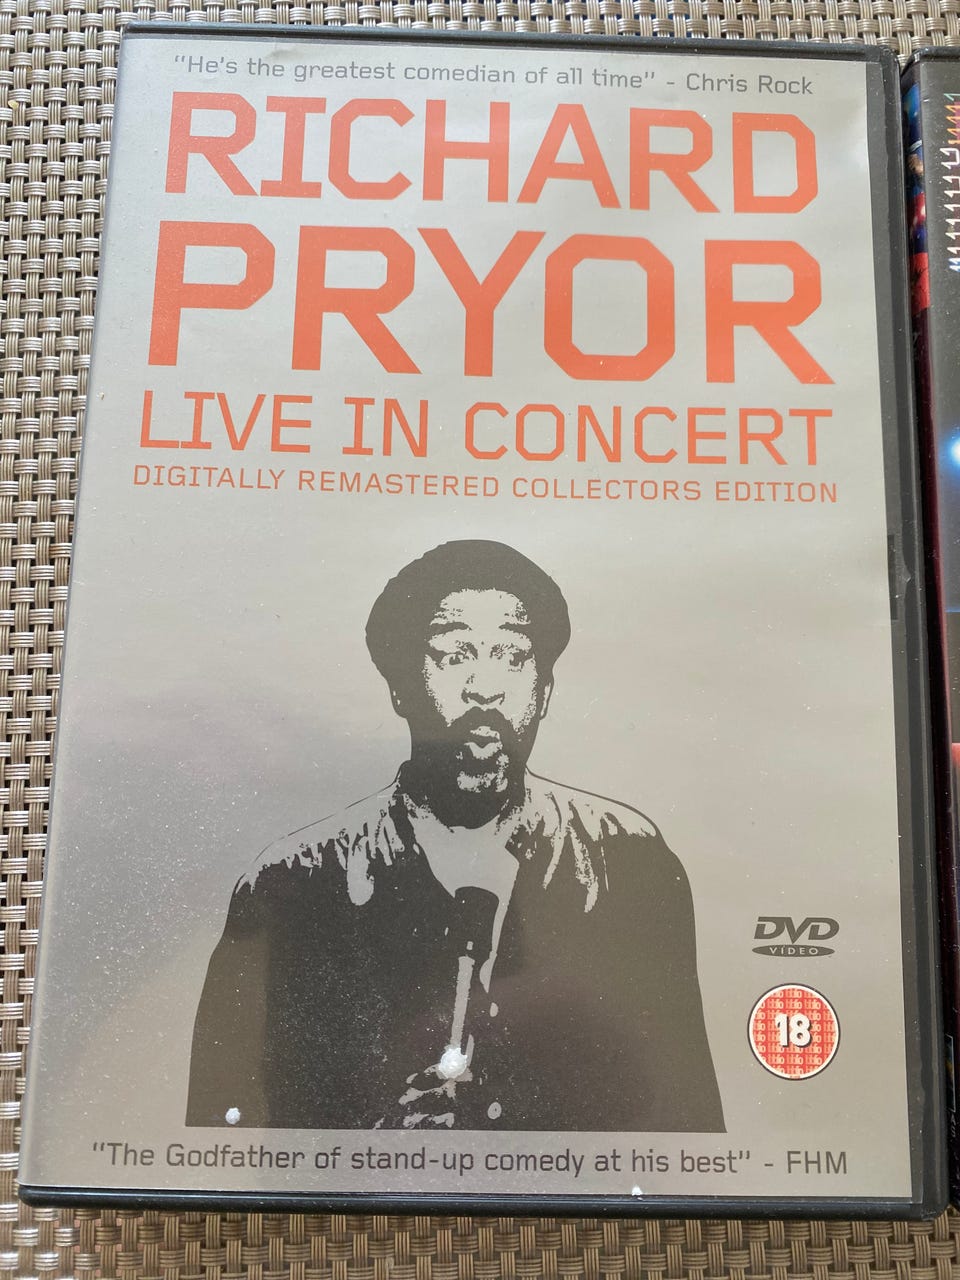 "He's the greatest comedian of all time" - Chris Rock
RICHARD
PRYOR
LIVE IN CONCERT
DIGITALLY REMASTERED COLLECTORS EDITION
DVD
VIDEO
18
"The Godfather of stand-up comedy at his best" - FHM